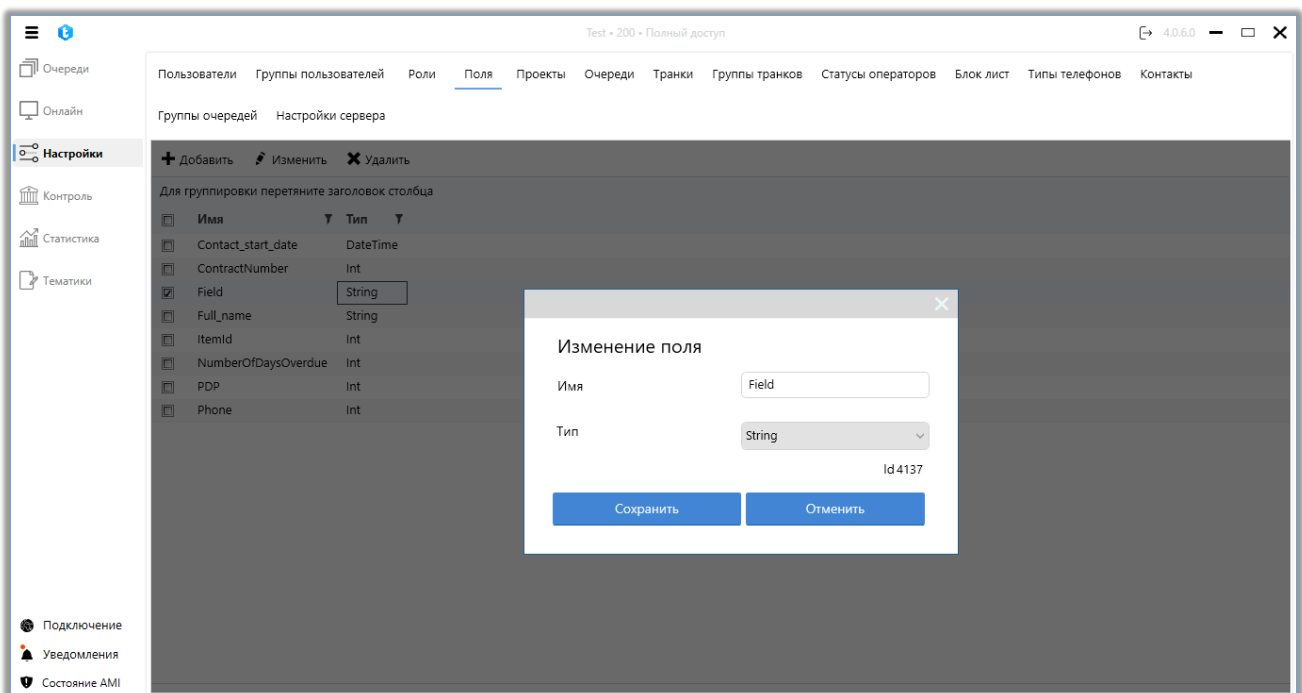 Test • 200 • Полный доступ
4.0.6.0
Очереди
Онлайн
Настройки
Контроль
Статистика
Тематики
Подключение
Уведомления
Состояние AMI
Пользователи Группы пользователей Роли Поля Проекты Очереди Транки Группы транков Статусы операторов Блок лист Типы телефонов Контакты
Группы очередей Настройки сервера
Добавить Изменить Удалить
Для группировки перетяните заголовок столбца
Имя Тип
Contact_start_date DateTime
ContractNumber Int
Field String
Full_name String
ItemId Int
NumberOfDaysOverdue Int
PDP Int
Phone Int
Изменение поля
Имя Field
Тип String
Id 4137
Сохранить Отменить